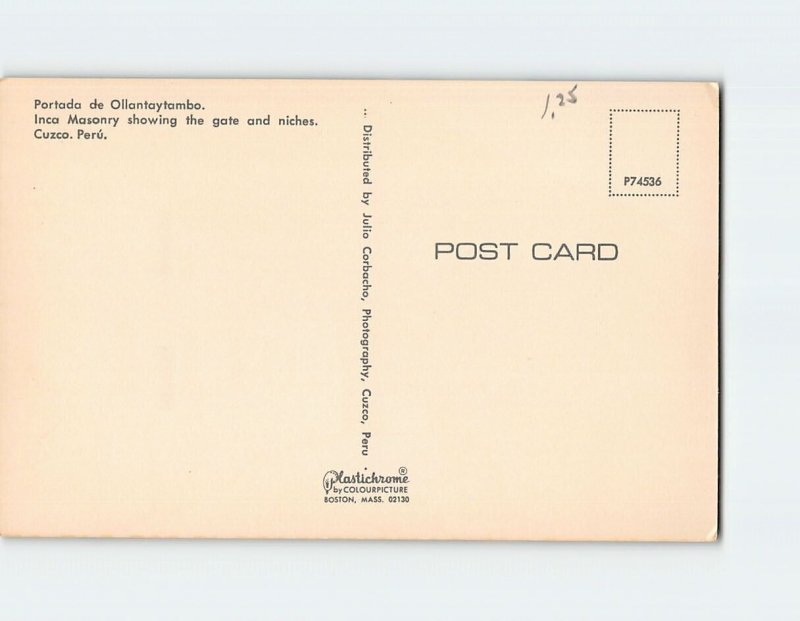 Portada de Ollantaytambo.
Inca Masonry showing the gate and niches.
Cuzco. Perú.
... Distributed by Julio Corbacho, Photography, Cuzco, Peru .
1.25
P74536
POST CARD
Plastichrome®
by COLOURPICTURE
BOSTON, MASS. 02130